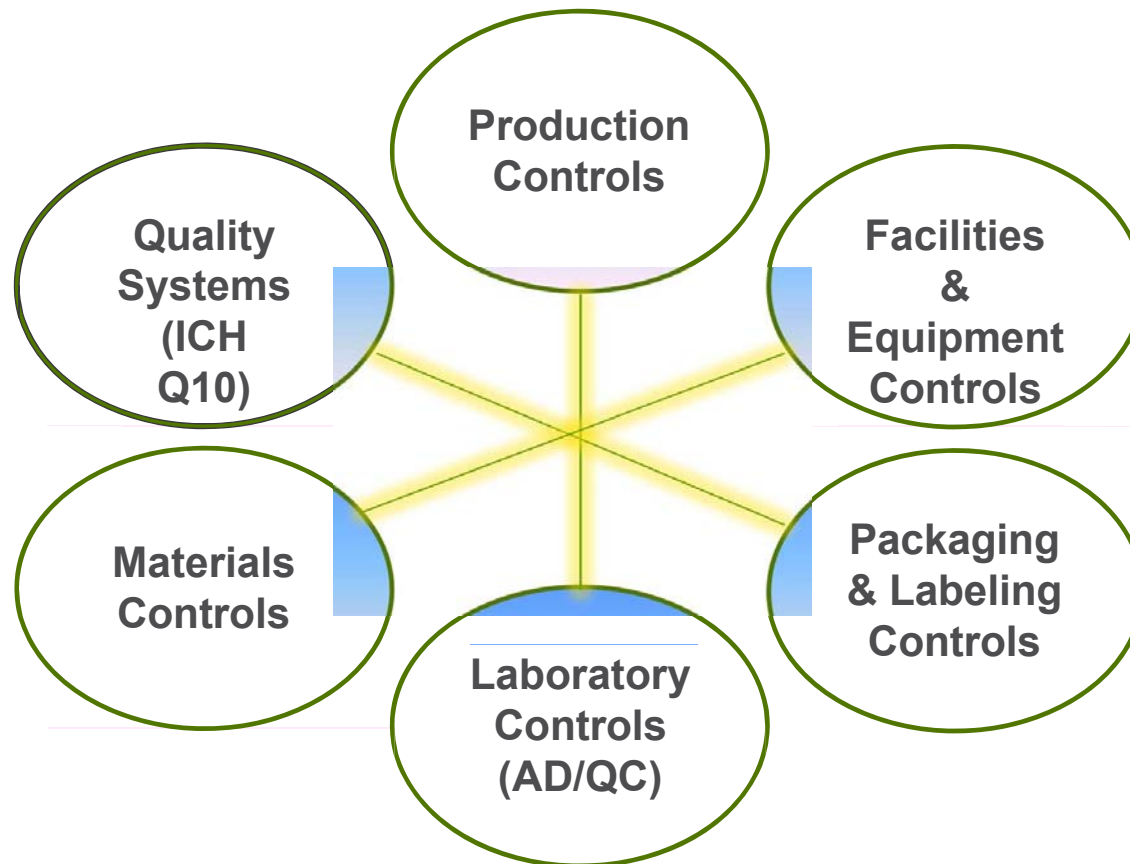 Production
Controls
Quality
Systems
(ICH
Q10)
Facilities
&
Equipment
Controls
Materials
Controls
Packaging
& Labeling
Controls
Laboratory
Controls
(AD/QC)